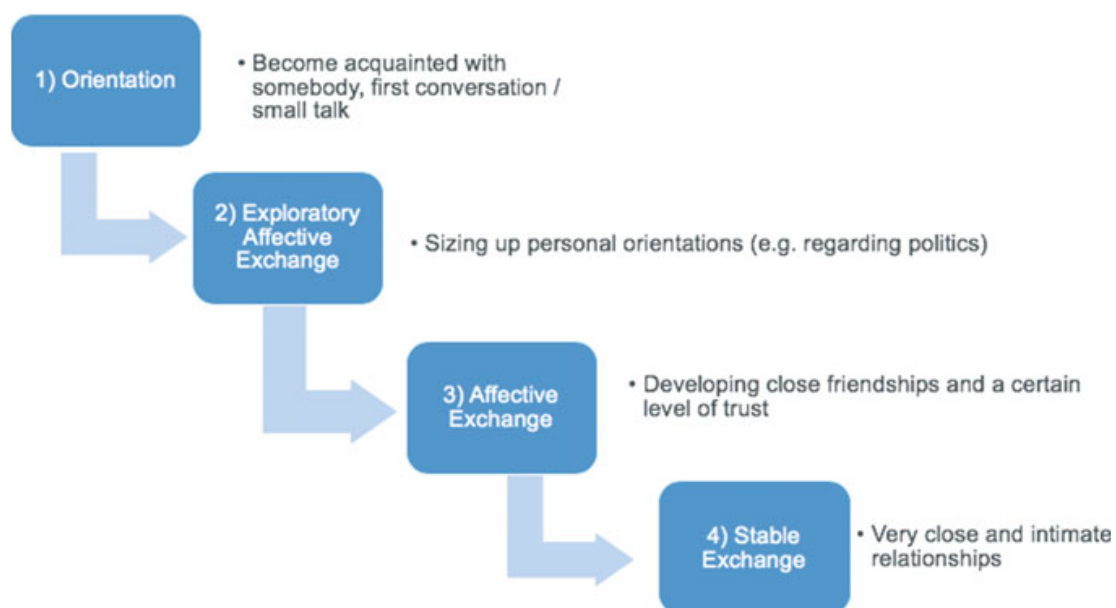 1) Orientation
• Become acquainted with
somebody, first conversation /
small talk
2) Exploratory
Affective
Exchange
• Sizing up personal orientations (e.g. regarding politics)
3) Affective
Exchange
• Developing close friendships and a certain
level of trust
4) Stable
Exchange
• Very close and intimate
relationships